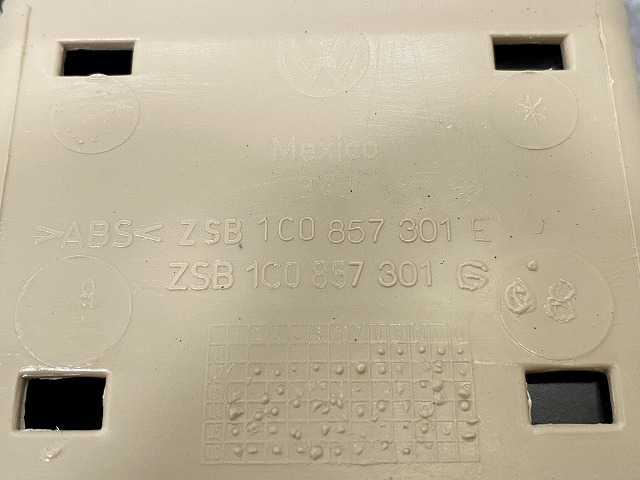 Mexico
>ABS< ZSB 1C0 857 301 E
ZSB 1C0 857 301 G